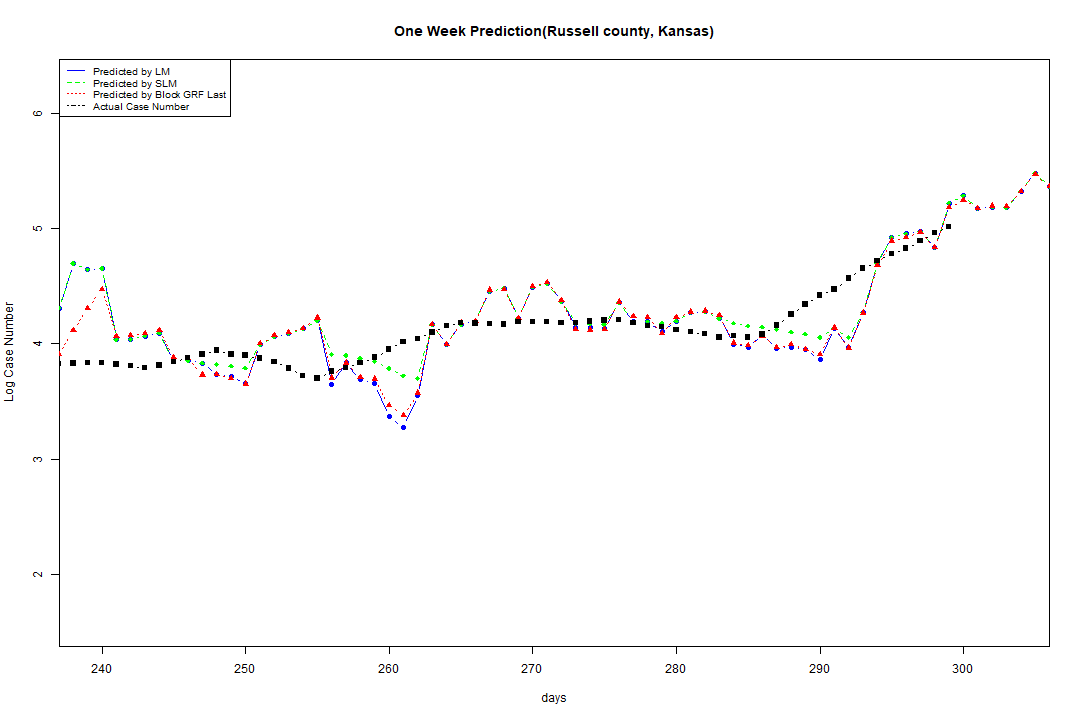 One Week Prediction(Russell county, Kansas)
Predicted by LM
Predicted by SLM
Predicted by Block GRF Last
Actual Case Number
Log Case Number
6
5
4
3
2
240 250 260 270 280 290 300
days